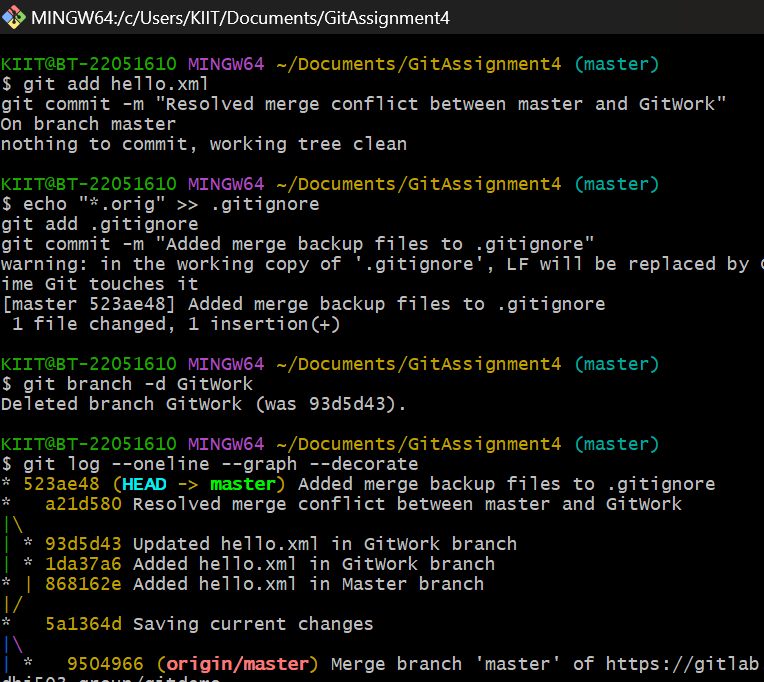 MINGW64:/c/Users/KIIT/Documents/GitAssignment4
KIIT@BT-22051610 MINGW64 ~/Documents/GitAssignment4 (master)
$ git add hello.xml
git commit -m "Resolved merge conflict between master and GitWork"
On branch master
nothing to commit, working tree clean
KIIT@BT-22051610 MINGW64 ~/Documents/GitAssignment4 (master)
$ echo "*.orig" >> .gitignore
git add .gitignore
git commit -m "Added merge backup files to .gitignore"
warning: in the working copy of '.gitignore', LF will be replaced by
ime Git touches it
[master 523ae48] Added merge backup files to .gitignore
 1 file changed, 1 insertion(+)
KIIT@BT-22051610 MINGW64 ~/Documents/GitAssignment4 (master)
$ git branch -d GitWork
Deleted branch GitWork (was 93d5d43).
KIIT@BT-22051610 MINGW64 ~/Documents/GitAssignment4 (master)
$ git log --oneline --graph --decorate
* 523ae48 (HEAD -> master) Added merge backup files to .gitignore
*   a21d580 Resolved merge conflict between master and GitWork
|\
| * 93d5d43 Updated hello.xml in GitWork branch
| * 1da37a6 Added hello.xml in GitWork branch
* | 868162e Added hello.xml in Master branch
|/
*   5a1364d Saving current changes
|\
| *   9504966 (origin/master) Merge branch 'master' of https://gitlab